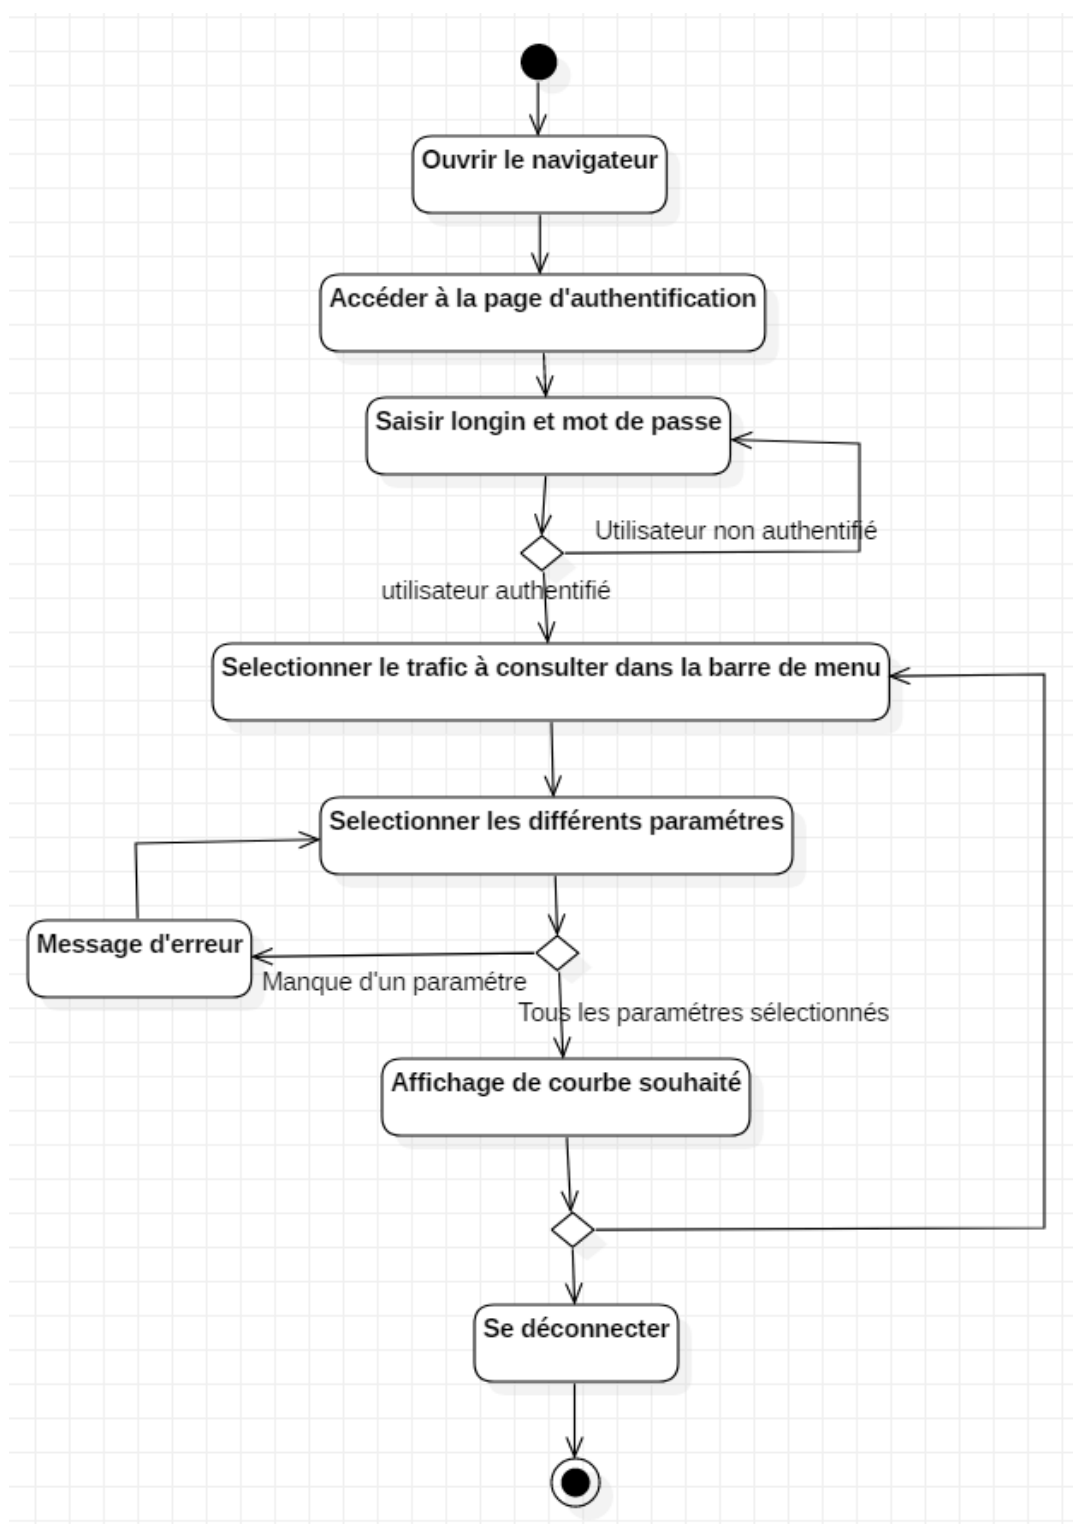 Ouvrir le navigateur
Accéder à la page d'authentification
Saisir longin et mot de passe
Utilisateur non authentifié
utilisateur authentifié
Selectionner le trafic à consulter dans la barre de menu
Selectionner les différents paramétres
Message d'erreur
Manque d'un paramétre
Tous les paramétres sélectionnés
Affichage de courbe souhaité
Se déconnecter